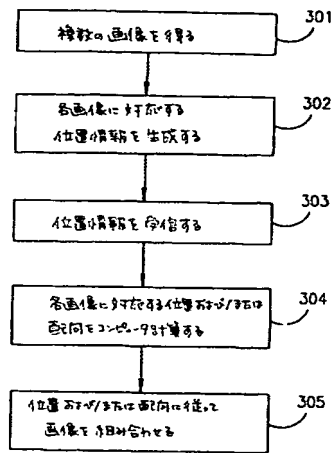 301
複数の画像を得る
302
各画像に対応する
位置情報を生成する
303
位置情報を受信する
304
各画像に対応する位置および/または
配向をコンピュータ計算する
305
位置および/または配向に従って
画像を組み合わせる